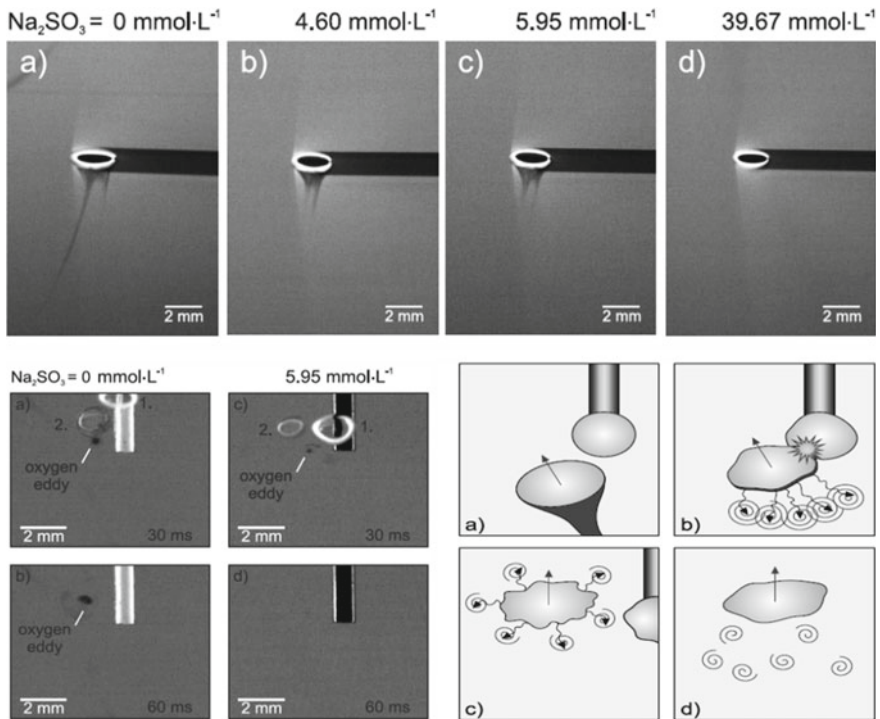 Na₂SO₃ = 0 mmol·L⁻¹ 4.60 mmol·L⁻¹ 5.95 mmol·L⁻¹ 39.67 mmol·L⁻¹
a) b) c) d)
2 mm 2 mm 2 mm 2 mm
Na₂SO₃ = 0 mmol·L⁻¹ 5.95 mmol·L⁻¹
a) 1. 2.
oxygen
eddy
2 mm 30 ms
c) 2. 1.
oxygen
eddy
2 mm 30 ms
b)
oxygen
eddy
2 mm 60 ms
d)
2 mm 60 ms
a) b)
c) d)